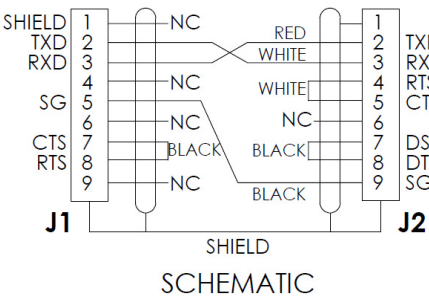 SHIELD 1 NC 1
TXD 2 RED 2
RXD 3 WHITE 3
4 NC WHITE 4
SG 5 5
6 NC NC 6
CTS 7 BLACK BLACK 7
RTS 8 8
9 NC BLACK 9
J1 J2
SHIELD
SCHEMATIC